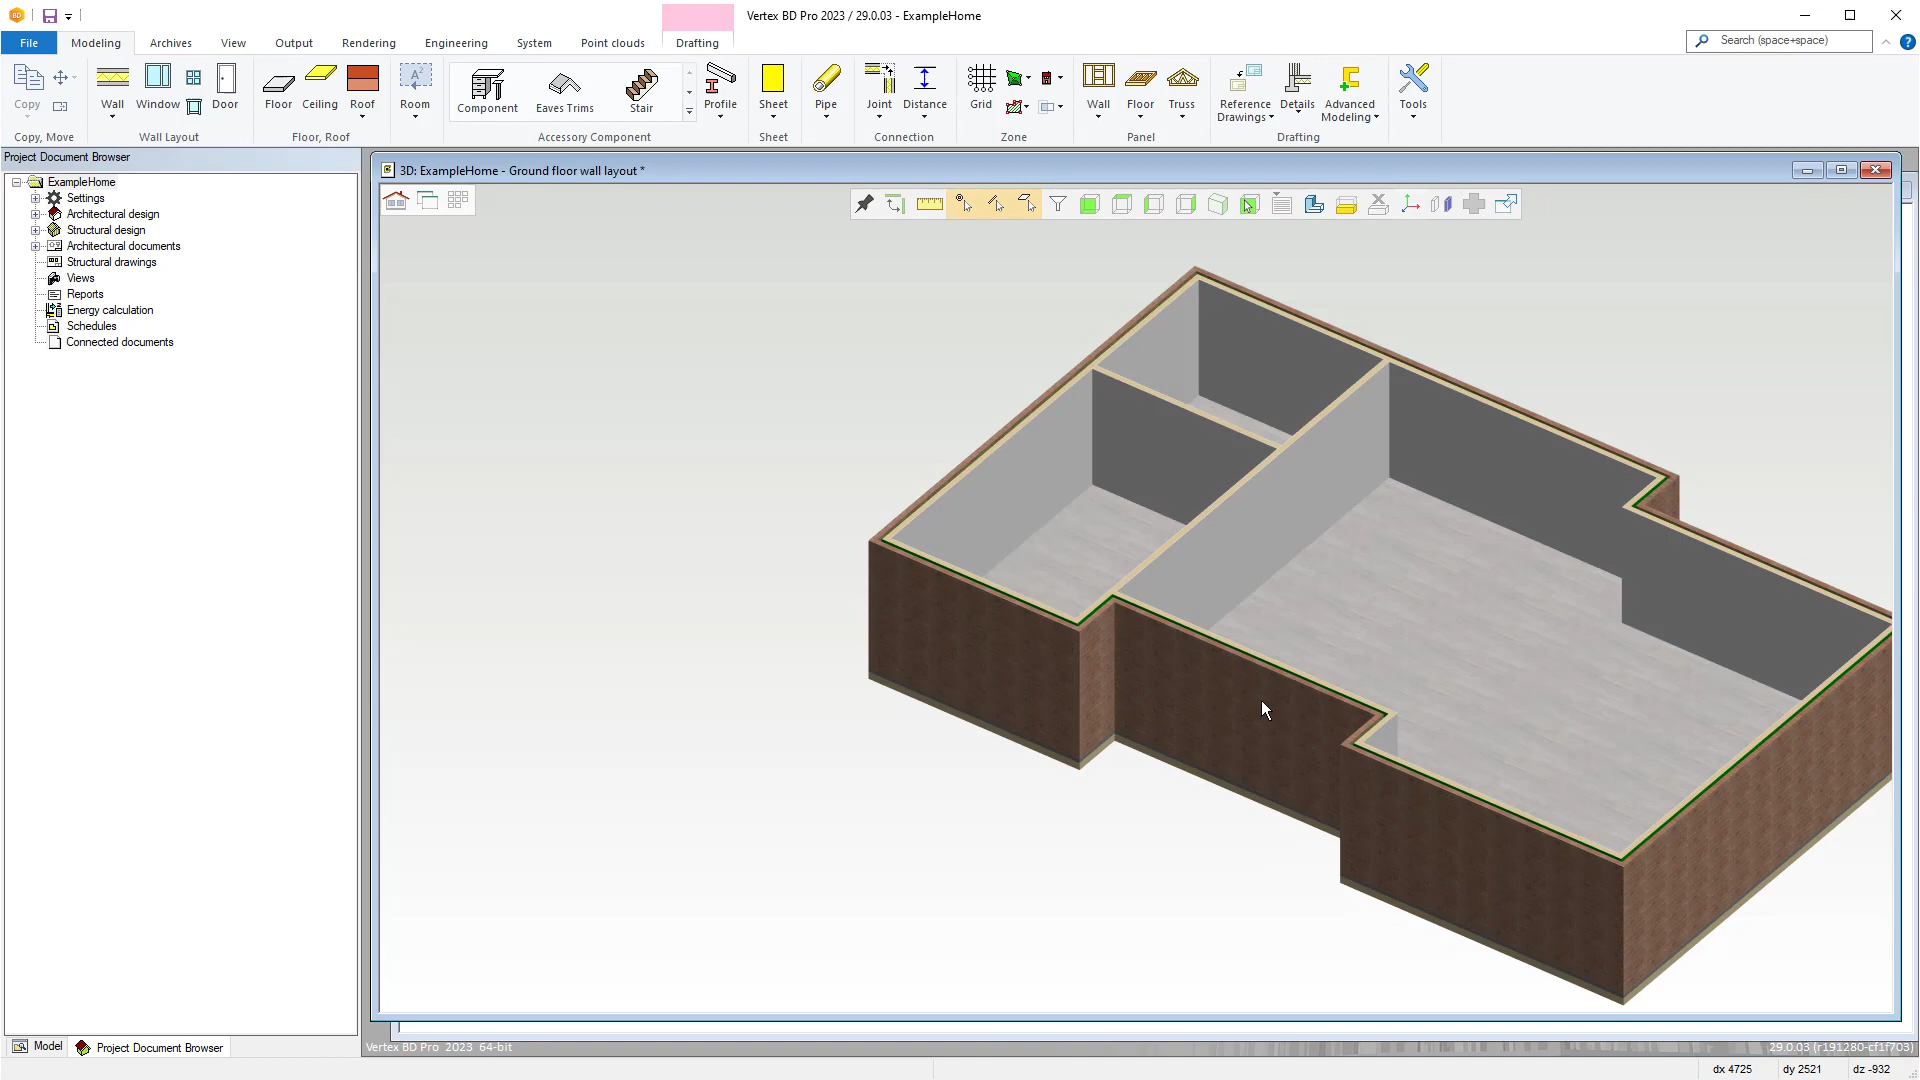 BD
Vertex BD Pro 2023 / 29.0.03 - ExampleHome
File
Modeling
Archives
View
Output
Rendering
Engineering
System
Point clouds
Drafting
Search (space+space)
?
Copy
Wall
Window
Door
Floor
Ceiling
Roof
A²
Room
Component
Eaves Trims
Stair
Profile
Sheet
Pipe
Joint
Distance
Grid
Wall
Floor
Truss
Reference
Drawings
Details
Advanced
Modeling
Tools
Copy, Move
Wall Layout
Floor, Roof
Accessory Component
Sheet
Connection
Zone
Panel
Drafting
Project Document Browser
3D: ExampleHome - Ground floor wall layout *
ExampleHome
Settings
Architectural design
Structural design
Architectural documents
Structural drawings
Views
Reports
Energy calculation
Schedules
Connected documents
Model
Project Document Browser
Vertex BD Pro 2023 64-bit
29.0.03 (r191280-cf1f703)
dx 4725
dy 2521
dz -932